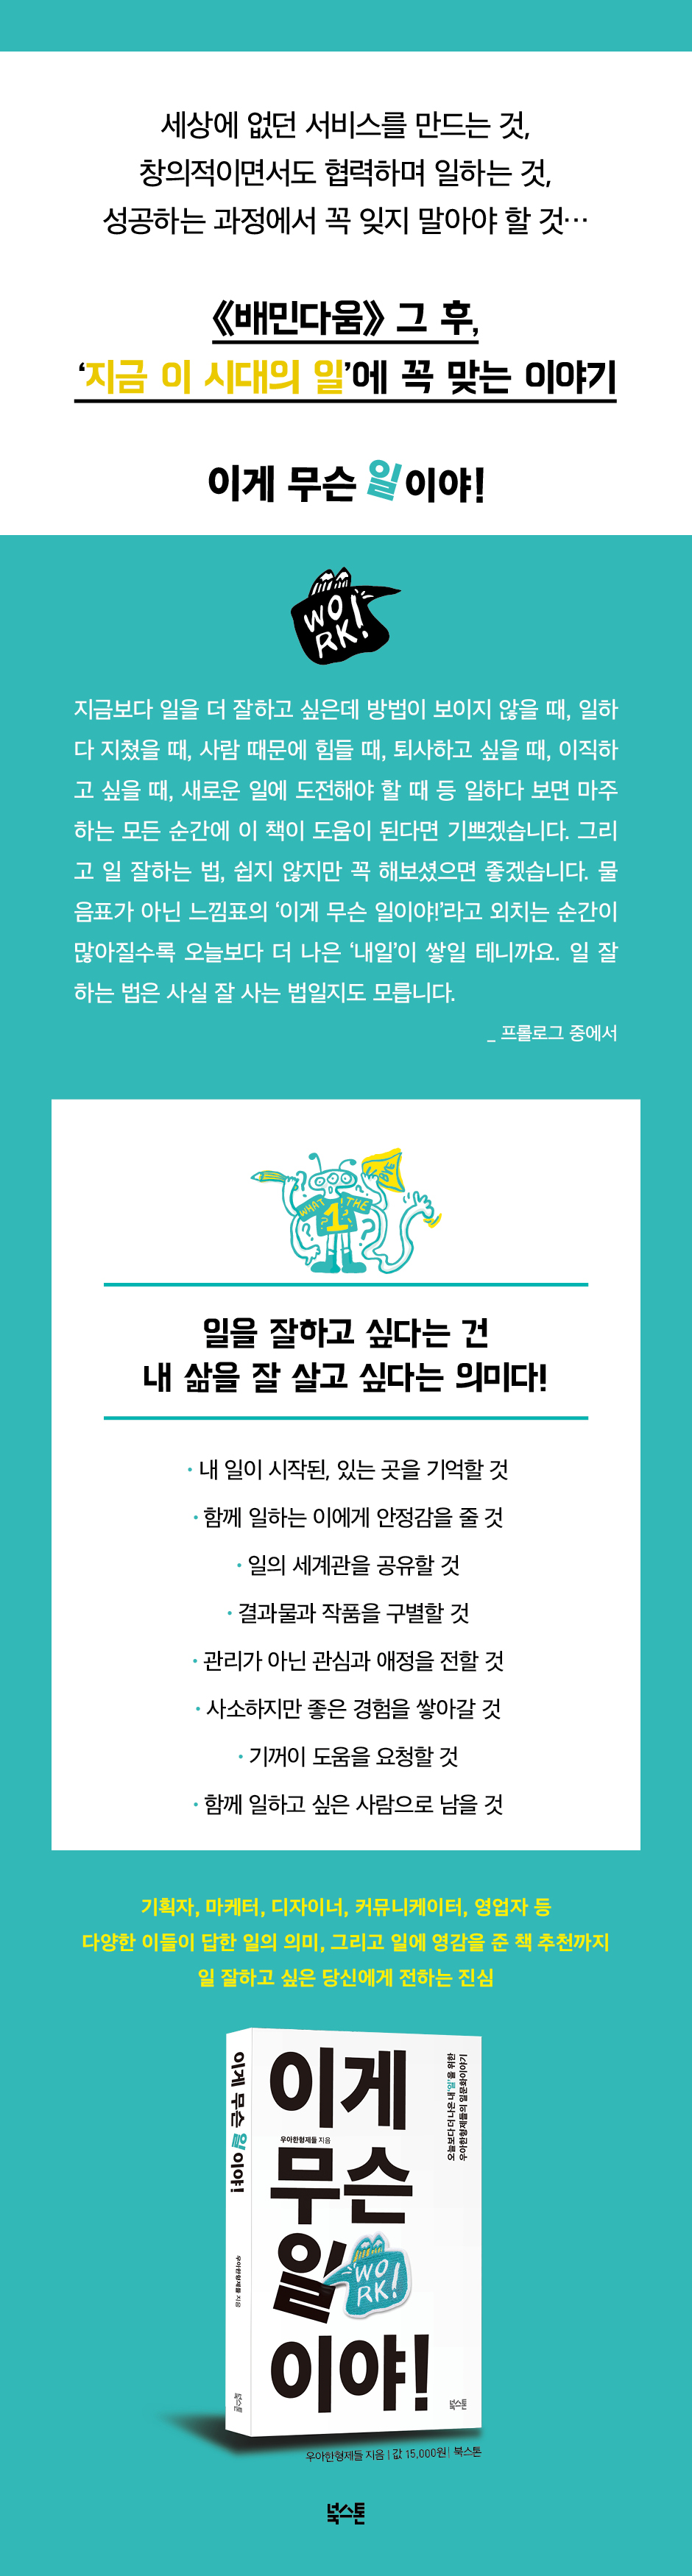 세상에 없던 서비스를 만드는 것,
창의적이면서도 협력하며 일하는 것,
성공하는 과정에서 꼭 잊지 말아야 할 것…
《배민다움》 그 후,
‘지금 이 시대의 일’에 꼭 맞는 이야기
이게 무슨 일이야!
WO
RK!
지금보다 일을 더 잘하고 싶은데 방법이 보이지 않을 때, 일하
다 지쳤을 때, 사람 때문에 힘들 때, 퇴사하고 싶을 때, 이직하
고 싶을 때, 새로운 일에 도전해야 할 때 등 일하다 보면 마주
하는 모든 순간에 이 책이 도움이 된다면 기쁘겠습니다. 그리
고 일 잘하는 법, 쉽지 않지만 꼭 해보셨으면 좋겠습니다. 물
음표가 아닌 느낌표의 ‘이게 무슨 일이야!’라고 외치는 순간이
많아질수록 오늘보다 더 나은 ‘내일’이 쌓일 테니까요. 일 잘
하는 법은 사실 잘 사는 법일지도 모릅니다.
_ 프롤로그 중에서
WHAT !THE
?1?
일을 잘하고 싶다는 건
내 삶을 잘 살고 싶다는 의미다!
• 내 일이 시작된, 있는 곳을 기억할 것
• 함께 일하는 이에게 안정감을 줄 것
• 일의 세계관을 공유할 것
• 결과물과 작품을 구별할 것
• 관리가 아닌 관심과 애정을 전할 것
• 사소하지만 좋은 경험을 쌓아갈 것
• 기꺼이 도움을 요청할 것
• 함께 일하고 싶은 사람으로 남을 것
기획자, 마케터, 디자이너, 커뮤니케이터, 영업자 등
다양한 이들이 답한 일의 의미, 그리고 일에 영감을 준 책 추천까지
일 잘하고 싶은 당신에게 전하는 진심
이게 무슨 일이야!
우아한형제들 지음
북스톤
이게
우아한형제들 지음
무슨
일
이야!
WO
RK!
오늘보다 더 나은 내 ‘일’을 위한
우아한형제들의 일문화이야기
북스톤
우아한형제들 지음 | 값 15,000원 | 북스톤
북스톤